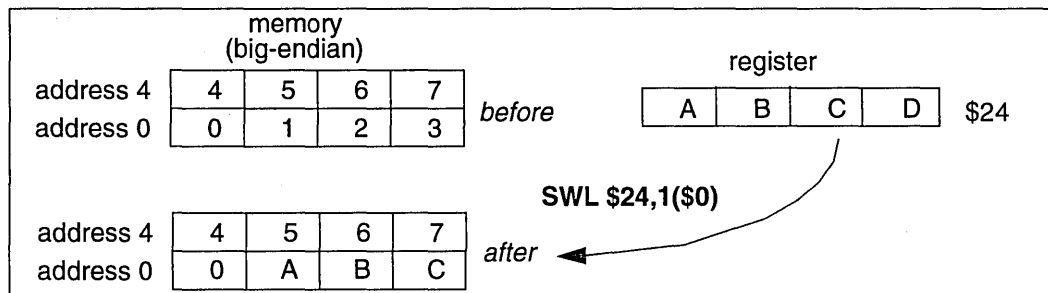 memory
(big-endian)
address 4 4 5 6 7
address 0 0 1 2 3
before
register
A B C D $24
SWL $24,1($0)
address 4 4 5 6 7
address 0 0 A B C
after